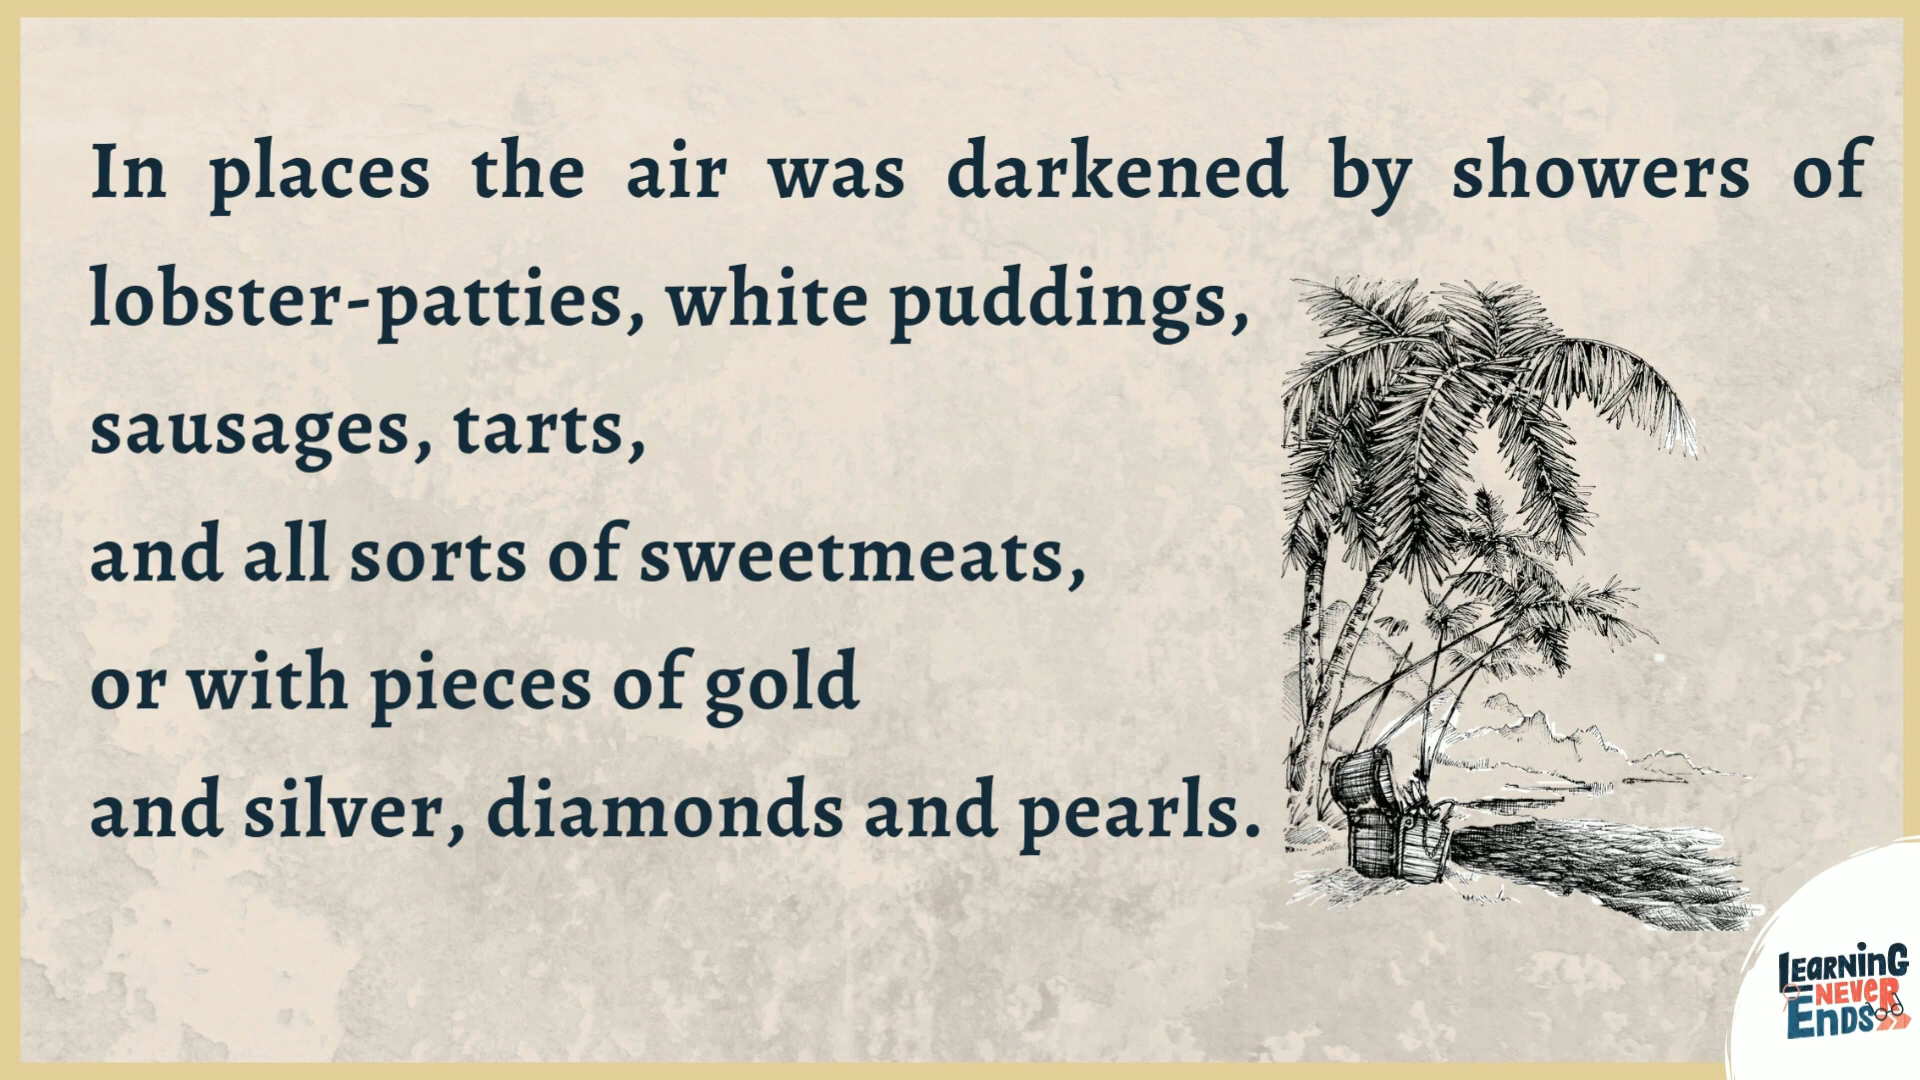 In places the air was darkened by showers of
lobster-patties, white puddings,
sausages, tarts,
and all sorts of sweetmeats,
or with pieces of gold
and silver, diamonds and pearls.
LEARNING
NEVER
ENDS